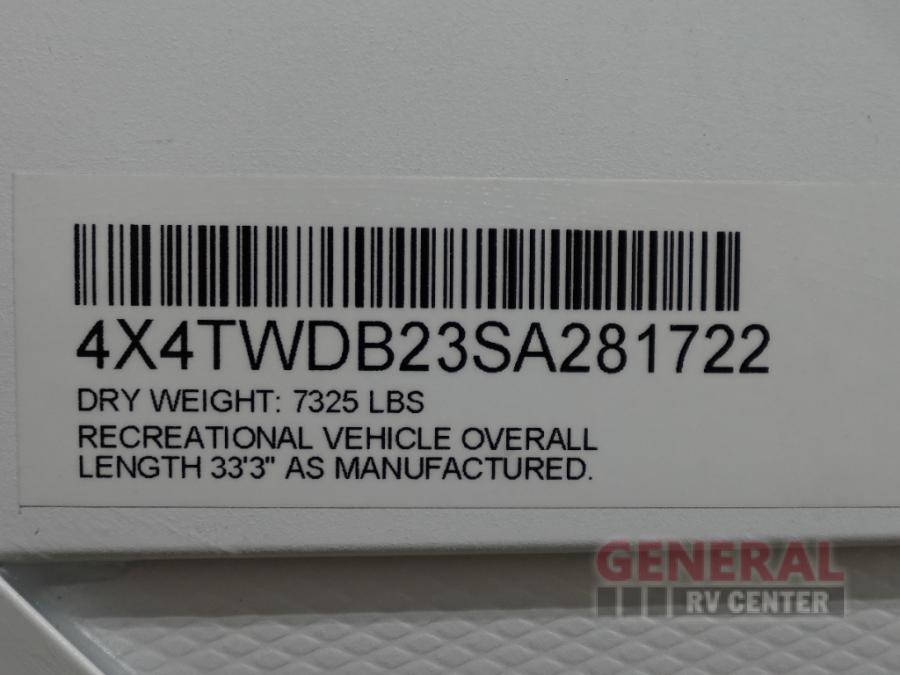 4X4TWDB23SA281722
DRY WEIGHT: 7325 LBS
RECREATIONAL VEHICLE OVERALL
LENGTH 33'3" AS MANUFACTURED.
GENERAL
RV CENTER